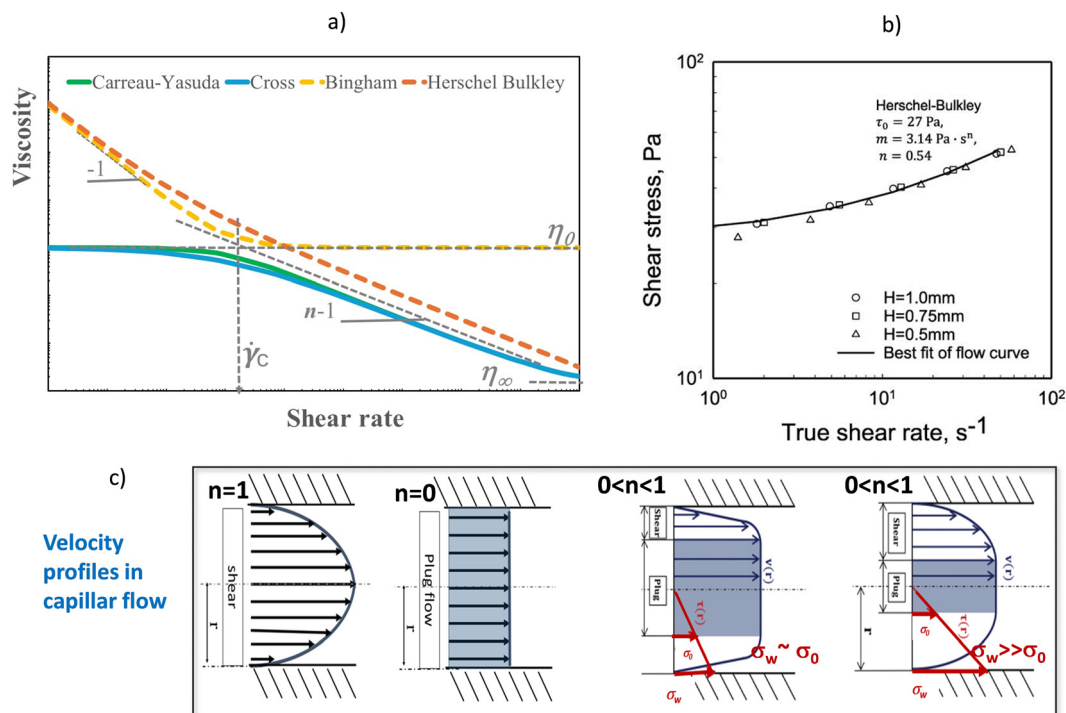 a)
Carreau-Yasuda Cross Bingham Herschel Bulkley
Viscosity
-1
η0
n-1
γ̇C
η∞
Shear rate
b)
10²
Herschel-Bulkley
τ0 = 27 Pa,
m = 3.14 Pa · sⁿ,
n = 0.54
Shear stress, Pa
H=1.0mm
H=0.75mm
H=0.5mm
Best fit of flow curve
10¹
10⁰ 10¹ 10²
True shear rate, s⁻¹
c)
Velocity
profiles in
capillar flow
n=1
shear
r
n=0
Plug flow
r
0<n<1
Shear
Plug
v(r)
τ(r)
σ0
σw~ σ0
σw
0<n<1
Shear
Plug
v(r)
r
τ(r)
σ0
σw>>σ0
σw